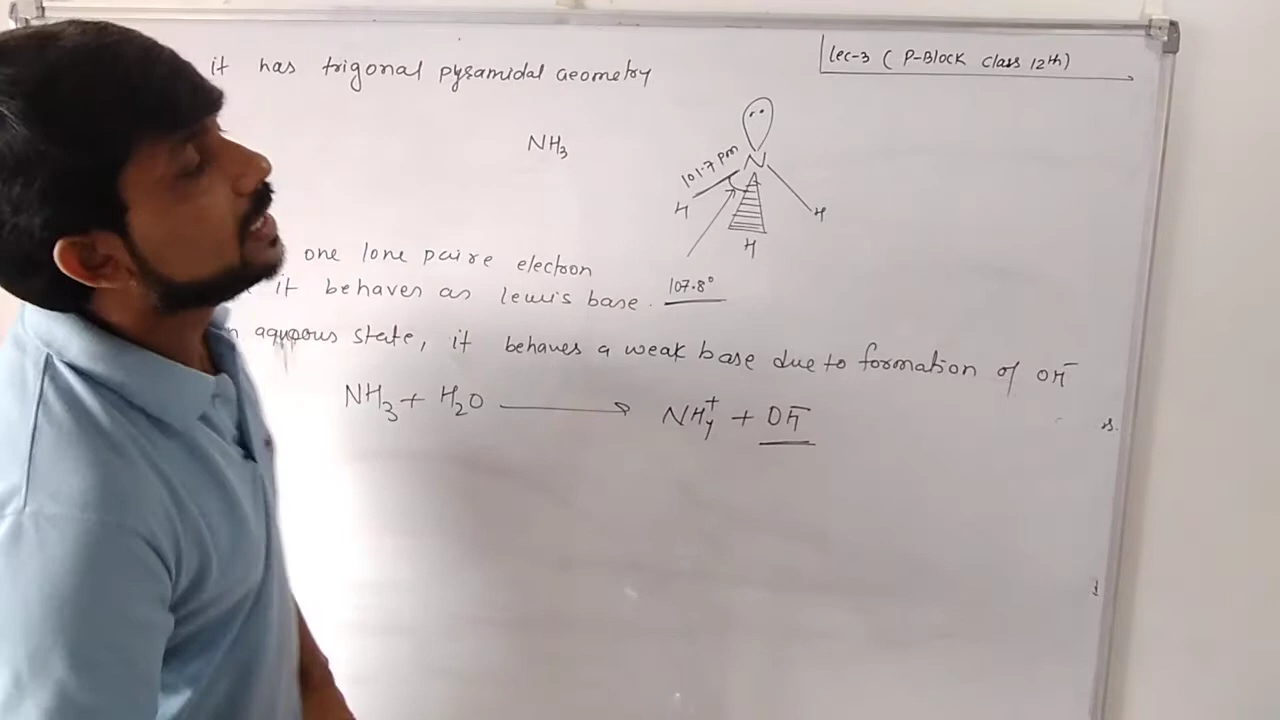 Lec-3 ( P-Block class 12th)
it has trigonal pyramidal Geometry
NH3
N
101.7 pm
H H
H
107.8°
one lone paire electron
it behaves as lewis base.
aqueous state, it behaves a weak base due to formation of OH⁻
NH3 + H2O ⟶ NH4⁺ + OH⁻